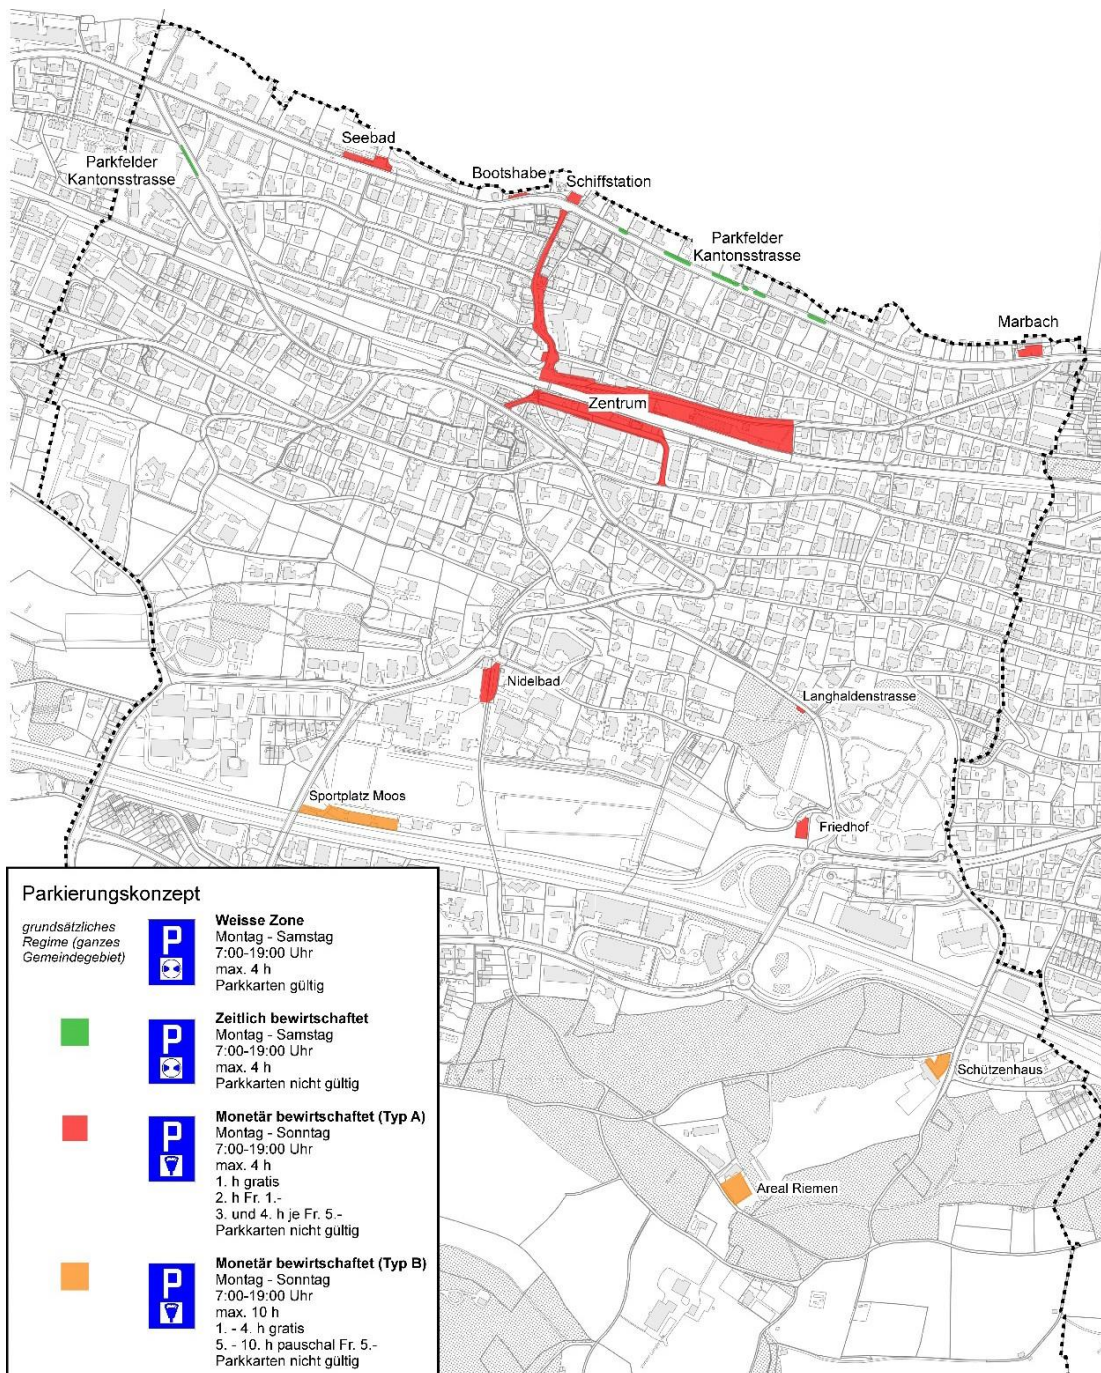 Seebad
Parkfelder
Kantonsstrasse
Bootshabe
Schiffstation
Parkfelder
Kantonsstrasse
Marbach
Zentrum
Nidelbad
Langhaldenstrasse
Sportplatz Moos
Friedhof
Schützenhaus
Areal Riemen
Parkierungskonzept
grundsätzliches
Regime (ganzes
Gemeindegebiet)
P
Weisse Zone
Montag - Samstag
7:00-19:00 Uhr
max. 4 h
Parkkarten gültig
P
Zeitlich bewirtschaftet
Montag - Samstag
7:00-19:00 Uhr
max. 4 h
Parkkarten nicht gültig
P
Monetär bewirtschaftet (Typ A)
Montag - Sonntag
7:00-19:00 Uhr
max. 4 h
1. h gratis
2. h Fr. 1.-
3. und 4. h je Fr. 5.-
Parkkarten nicht gültig
P
Monetär bewirtschaftet (Typ B)
Montag - Sonntag
7:00-19:00 Uhr
max. 10 h
1. - 4. h gratis
5. - 10. h pauschal Fr. 5.-
Parkkarten nicht gültig